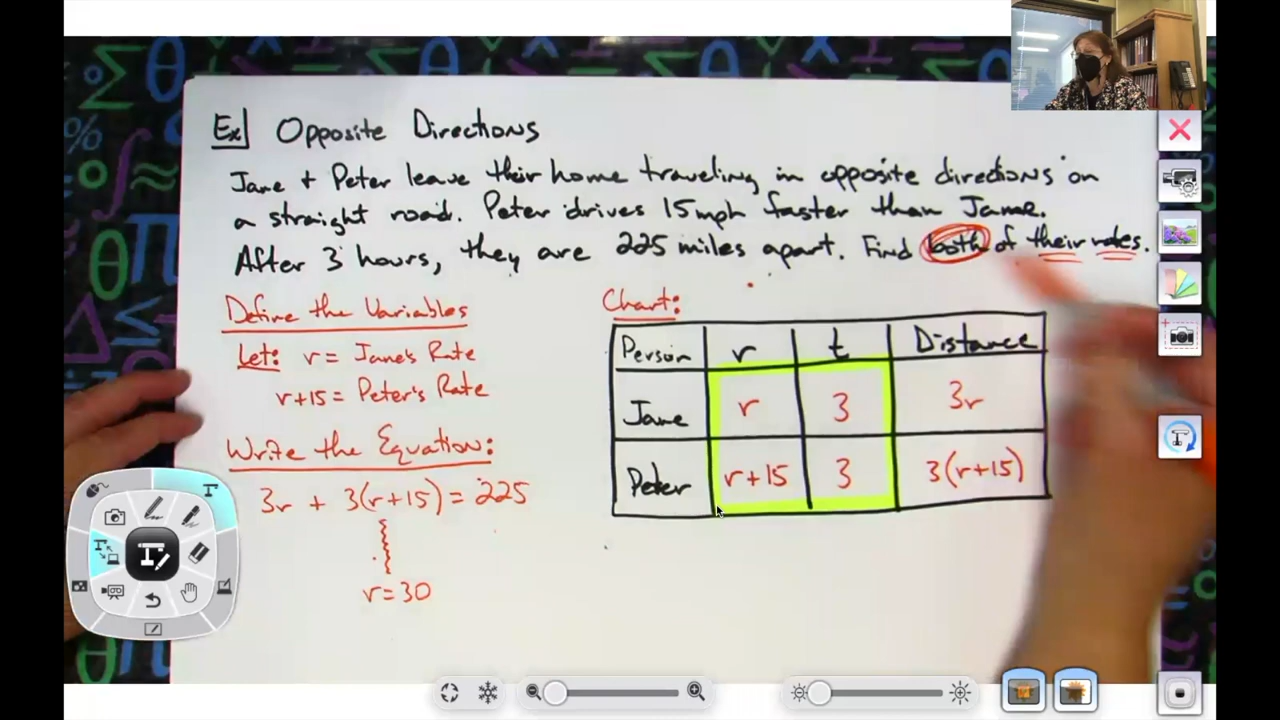 Ex Opposite Directions
Jane + Peter leave their home traveling in opposite directions on
a straight road. Peter drives 15mph faster than Jane.
After 3 hours, they are 225 miles apart. Find both of their rates.
Define the Variables
Let: r = Jane's Rate
r+15 = Peter's Rate
Write the Equation:
3r + 3(r+15) = 225
r = 30
Chart:
Person r t Distance
Jane r 3 3r
Peter r+15 3 3(r+15)